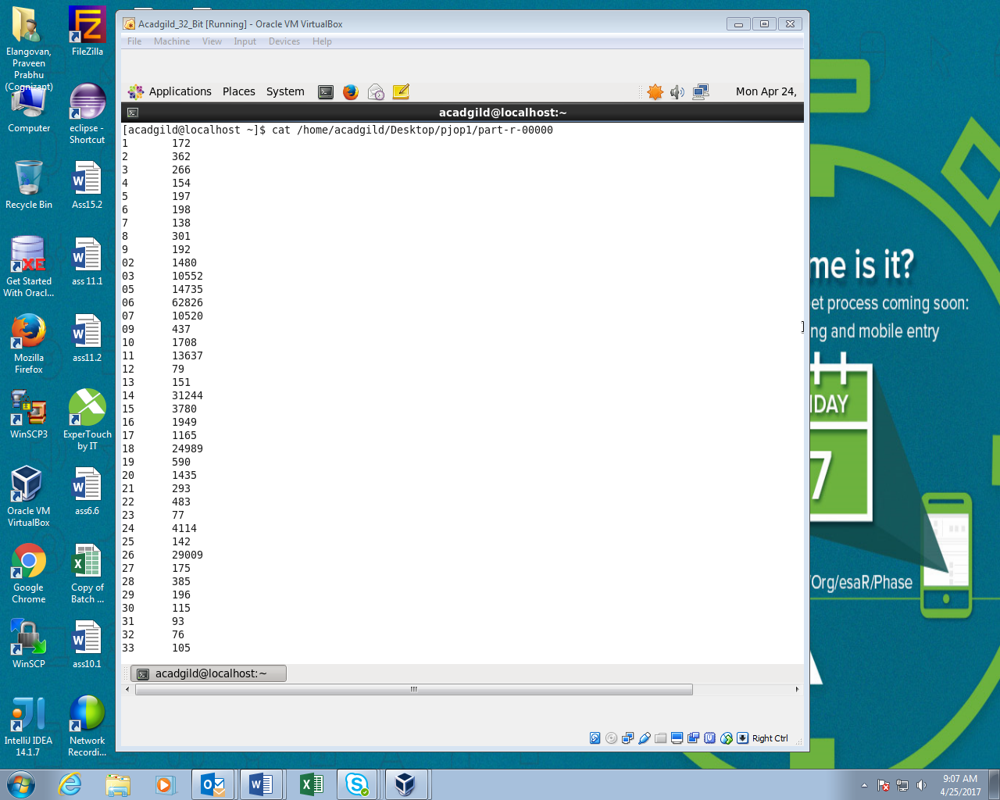 Elangovan,
Praveen
Prabhu
(Cognizant)
FileZilla
Computer
eclipse -
Shortcut
Recycle Bin
Ass15.2
XE
Get Started
With Oracl...
ass 11.1
Mozilla
Firefox
ass11.2
WinSCP3
ExperTouch
by IT
Oracle VM
VirtualBox
ass6.6
Google
Chrome
Copy of
Batch ...
WinSCP
ass10.1
IntelliJ IDEA
14.1.7
Network
Recordi...
Acadgild_32_Bit [Running] - Oracle VM VirtualBox
File Machine View Input Devices Help
Applications Places System Mon Apr 24,
acadgild@localhost:~
[acadgild@localhost ~]$ cat /home/acadgild/Desktop/pjop1/part-r-00000
1 172
2 362
3 266
4 154
5 197
6 198
7 138
8 301
9 192
02 1480
03 10552
05 14735
06 62826
07 10520
09 437
10 1708
11 13637
12 79
13 151
14 31244
15 3780
16 1949
17 1165
18 24989
19 590
20 1435
21 293
22 483
23 77
24 4114
25 142
26 29009
27 175
28 385
29 196
30 115
31 93
32 76
33 105
acadgild@localhost:~
Right Ctrl
me is it?
et process coming soon:
ng and mobile entry
DAY
7
/Org/esaR/Phase
A
9:07 AM
4/25/2017